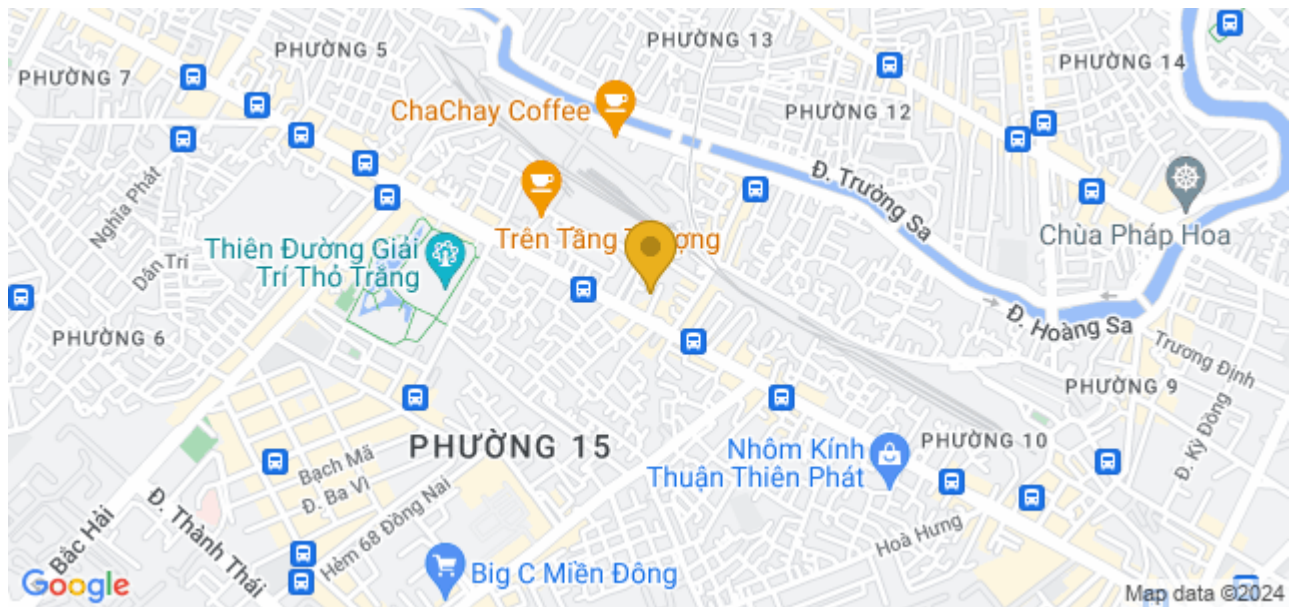 PHƯỜNG 5
PHƯỜNG 13
PHƯỜNG 14
PHƯỜNG 7
ChaChay Coffee
PHƯỜNG 12
Đ. Trường Sa
Nghĩa Phát
Dân Trí
Thiên Đường Giải
Trí Thỏ Trắng
Trên Tầng
Chùa Pháp Hoa
PHƯỜNG 6
Đ. Hoàng Sa
Trương Định
PHƯỜNG 9
Đ. Kỳ Đồng
PHƯỜNG 15
Nhôm Kính
Thuận Thiên Phát
PHƯỜNG 10
Bạch Mã
Đ. Ba Vì
Hẻm 68 Đồng Nai
Hoà Hưng
Bắc Hải
Đ. Thành Thái
Big C Miền Đông
Google
Map data ©2024